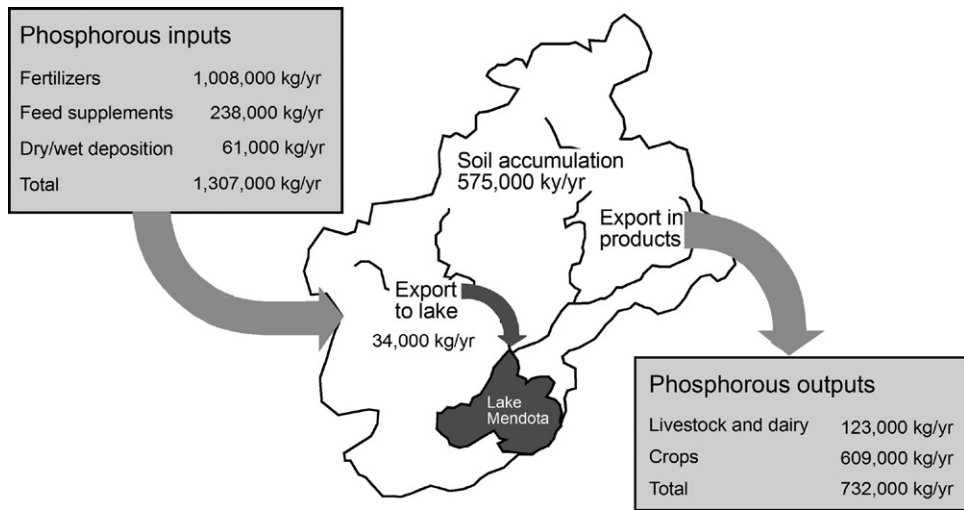 Phosphorous inputs
Fertilizers 1,008,000 kg/yr
Feed supplements 238,000 kg/yr
Dry/wet deposition 61,000 kg/yr
Total 1,307,000 kg/yr
Soil accumulation
575,000 ky/yr
Export in
products
Export
to lake
34,000 kg/yr
Lake
Mendota
Phosphorous outputs
Livestock and dairy 123,000 kg/yr
Crops 609,000 kg/yr
Total 732,000 kg/yr